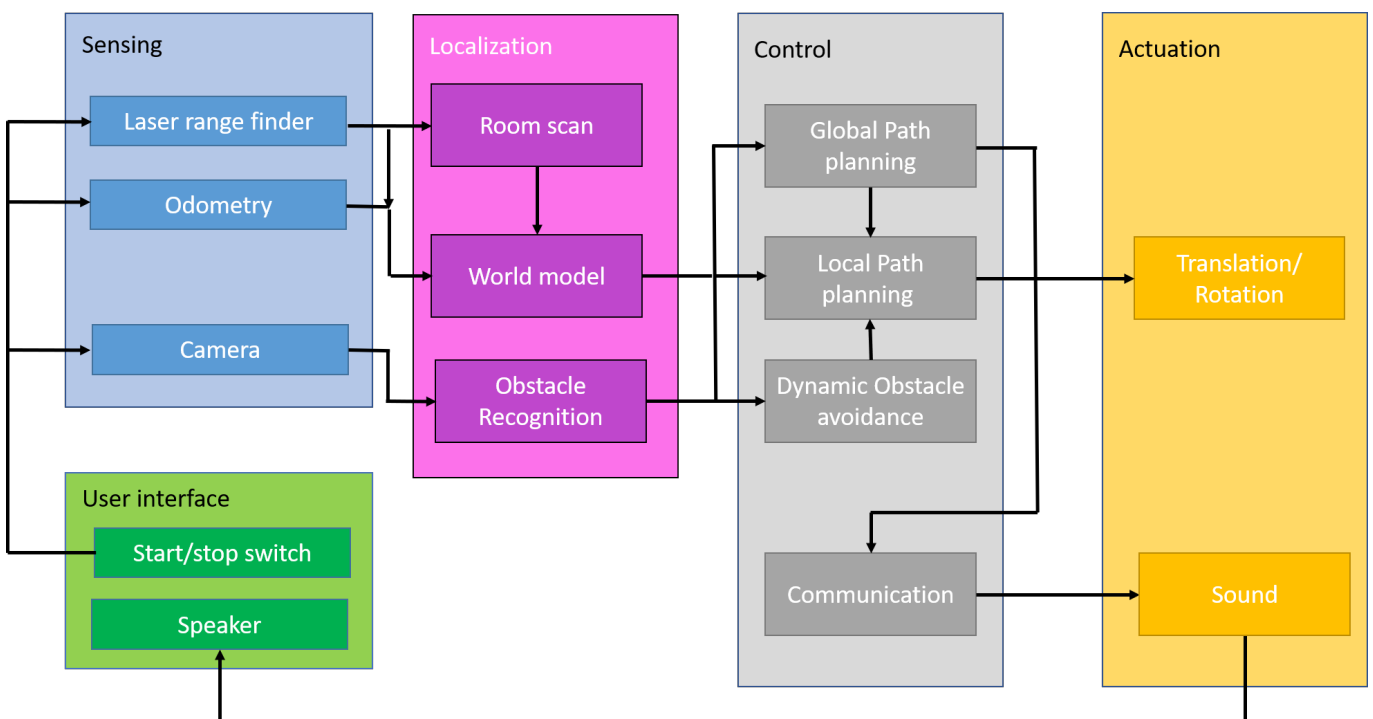 Sensing
Laser range finder
Odometry
Camera
User interface
Start/stop switch
Speaker
Localization
Room scan
World model
Obstacle
Recognition
Control
Global Path
planning
Local Path
planning
Dynamic Obstacle
avoidance
Communication
Actuation
Translation/
Rotation
Sound